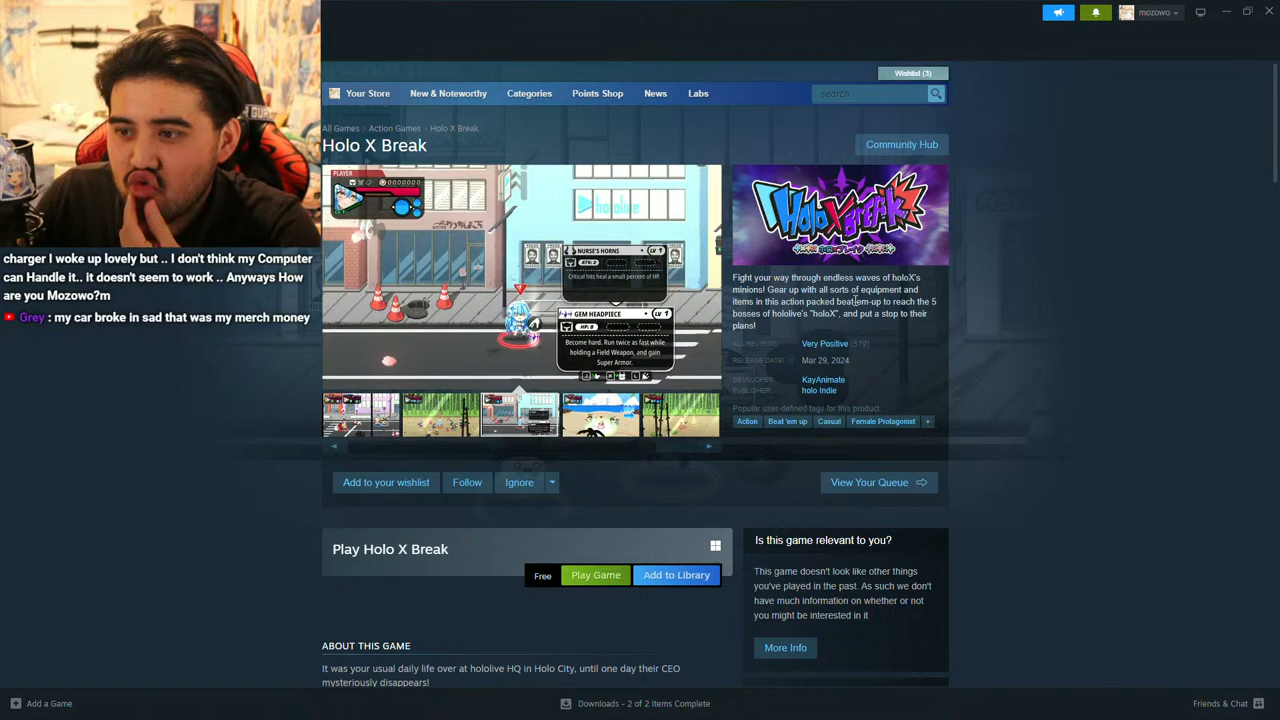 mozowo
Wishlist (3)
Your Store
New & Noteworthy
Categories
Points Shop
News
Labs
search
All Games > Action Games > Holo X Break
Holo X Break
Community Hub
PLAYER
0000000
hololive
NURSE'S HORNS
LV 1
Critical hits heal a small percent of HP.
GEM HEADPIECE
LV 1
HP: 8
Become hard. Run twice as fast while
holding a Field Weapon, and gain
Super Armor.
HoloXBreak
Fight your way through endless waves of holoX's
minions! Gear up with all sorts of equipment and
items in this action packed beat-em-up to reach the 5
bosses of hololive's "holoX", and put a stop to their
plans!
ALL REVIEWS: Very Positive (519)
RELEASE DATE: Mar 29, 2024
DEVELOPER: KayAnimate
PUBLISHER: holo Indie
Popular user-defined tags for this product
Action
Beat 'em up
Casual
Female Protagonist
+
charger I woke up lovely but .. I don't think my Computer
can Handle it.. it doesn't seem to work .. Anyways How
are you Mozowo?m
Grey : my car broke in sad that was my merch money
Add to your wishlist
Follow
Ignore
View Your Queue
Play Holo X Break
Free
Play Game
Add to Library
Is this game relevant to you?
This game doesn't look like other things
you've played in the past. As such we don't
have much information on whether or not
you might be interested in it
More Info
ABOUT THIS GAME
It was your usual daily life over at hololive HQ in Holo City, until one day their CEO
mysteriously disappears!
Add a Game
Downloads - 2 of 2 Items Complete
Friends & Chat